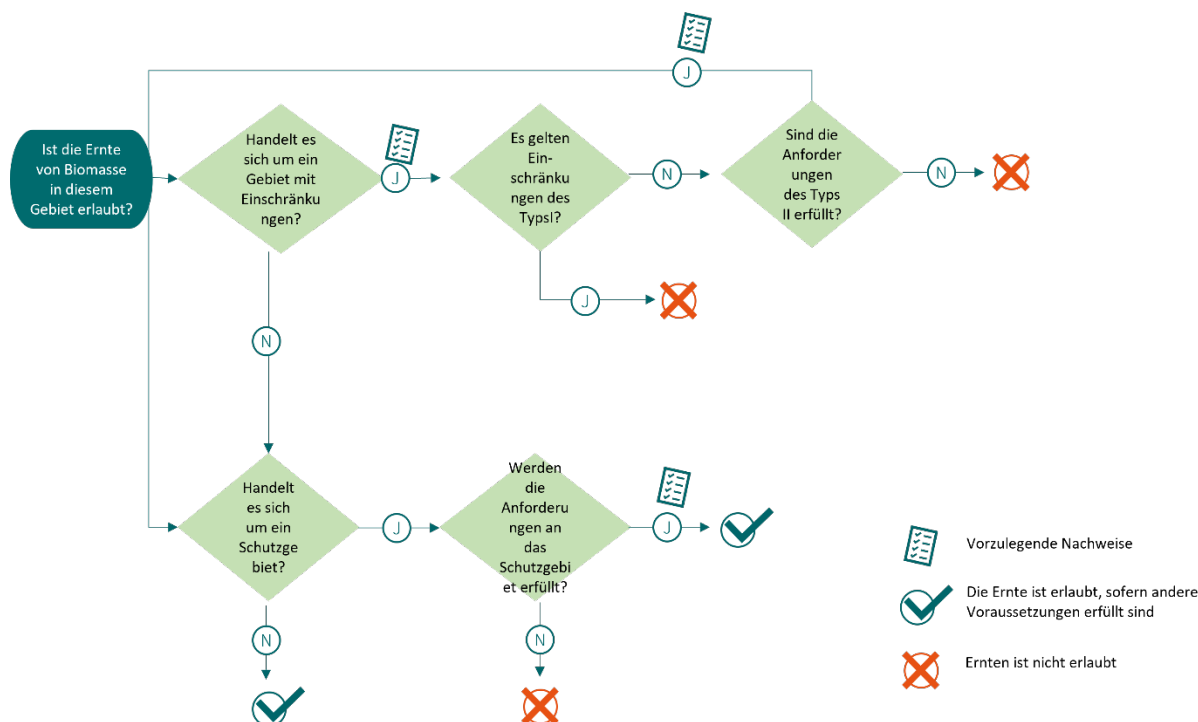 J
Ist die Ernte
von Biomasse
in diesem
Gebiet erlaubt?
Handelt es
sich um ein
Gebiet mit
Einschränku
ngen?
J
Es gelten
Ein-
schränku
ngen des
TypsI?
N
Sind die
Anforder
ungen
des Typs
II erfüllt?
N
J
N
Handelt
es sich
um ein
Schutzge
biet?
J
Werden
die
Anforderu
ngen an
das
Schutzgebi
et erfüllt?
J
N
N
Vorzulegende Nachweise
Die Ernte ist erlaubt, sofern andere
Voraussetzungen erfüllt sind
Ernten ist nicht erlaubt